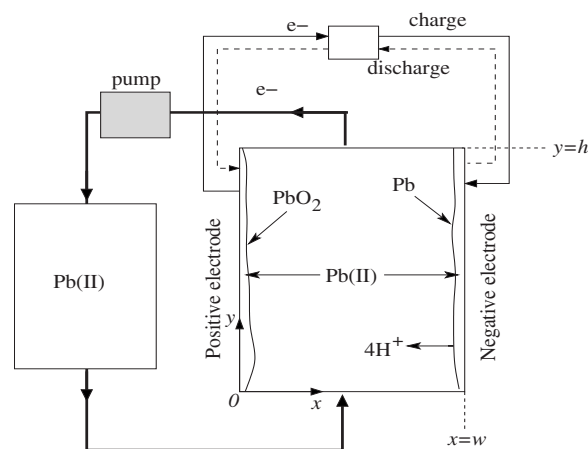 charge
e−
discharge
pump
e−
y=h
PbO2
Pb
Pb(II)
Pb(II)
Positive electrode
Negative electrode
y
4H+
0
x
x=w